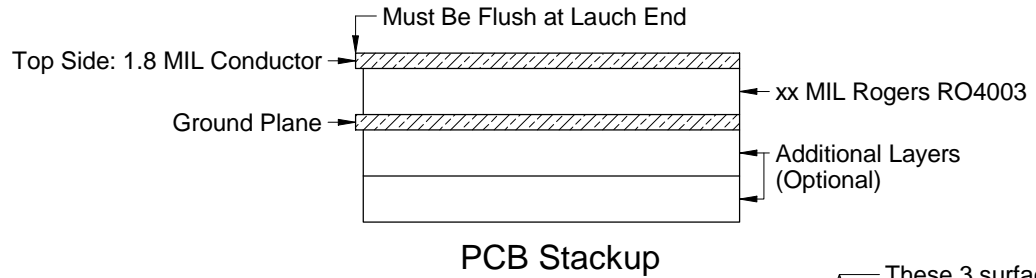 Must Be Flush at Lauch End
Top Side: 1.8 MIL Conductor
xx MIL Rogers RO4003
Ground Plane
Additional Layers
(Optional)
PCB Stackup
These 3 surfa